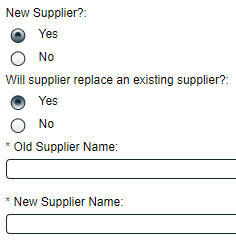 New Supplier?:
Yes
No
Will supplier replace an existing supplier?:
Yes
No
* Old Supplier Name:
* New Supplier Name: